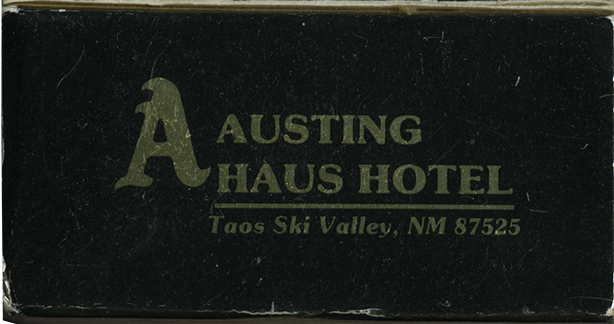 A
AUSTING
HAUS HOTEL
Taos Ski Valley, NM 87525